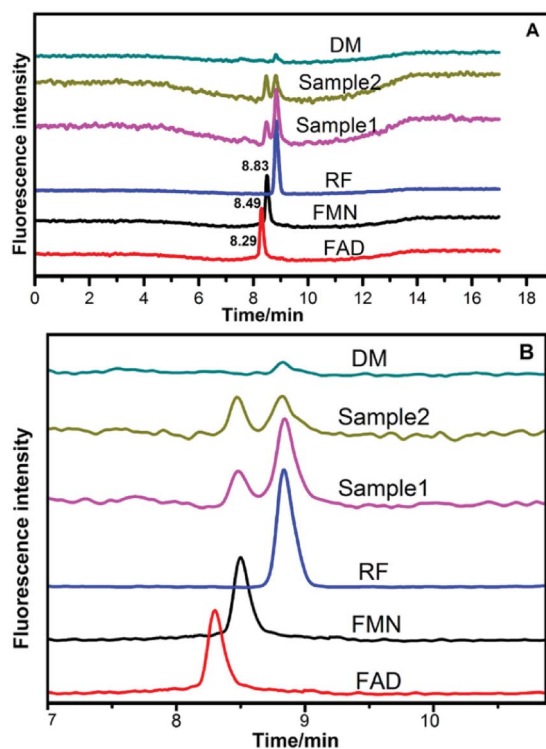 A
DM
Sample2
Sample1
8.83
RF
8.49
FMN
8.29
FAD
Fluorescence intensity
0 2 4 6 8 10 12 14 16 18
Time/min
B
DM
Sample2
Sample1
RF
FMN
FAD
Fluorescence intensity
7 8 9 10
Time/min